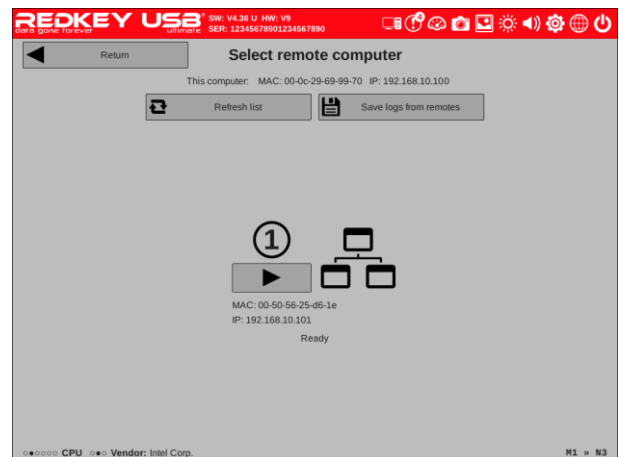 REDKEY USB
data gone forever
ultimate
SW: V4.36 U HW: V9
SER: 12345678901234567890
Return
Select remote computer
This computer: MAC: 00-0c-29-69-99-70 IP: 192.168.10.100
Refresh list
Save logs from remotes
1
MAC: 00-50-56-25-d6-1e
IP: 192.168.10.101
Ready
CPU Vendor: Intel Corp.
M1 » N3